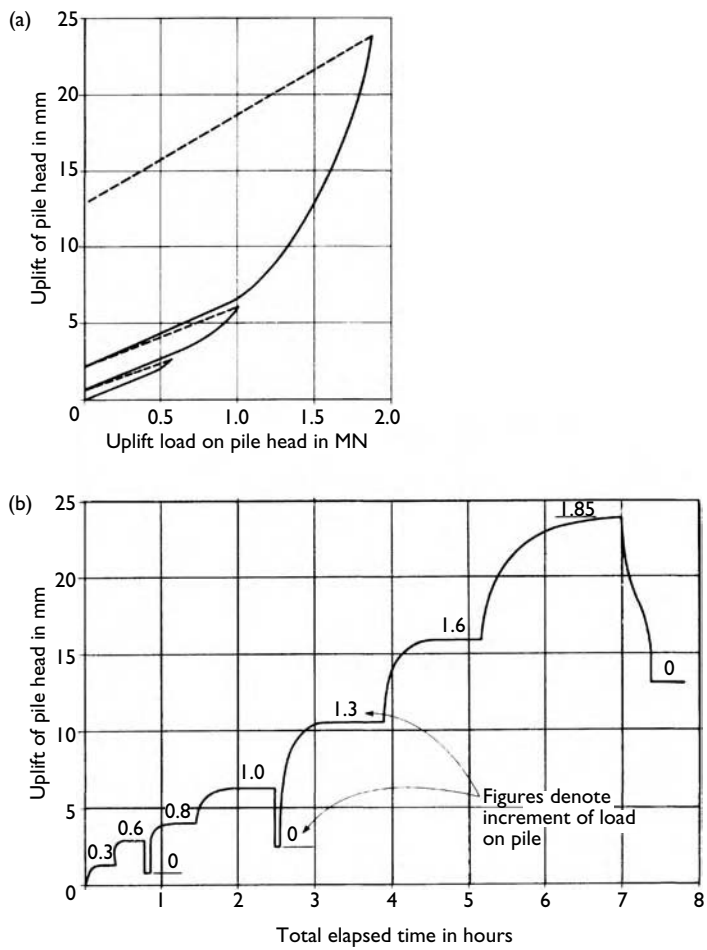 (a)
25
20
15
10
5
0
Uplift of pile head in mm
0.5 1.0 1.5 2.0
Uplift load on pile head in MN
(b)
25
20
15
10
5
0
Uplift of pile head in mm
0.3
0.6
0
0.8
1.0
0
1.3
1.6
1.85
0
Figures denote
increment of load
on pile
1 2 3 4 5 6 7 8
Total elapsed time in hours